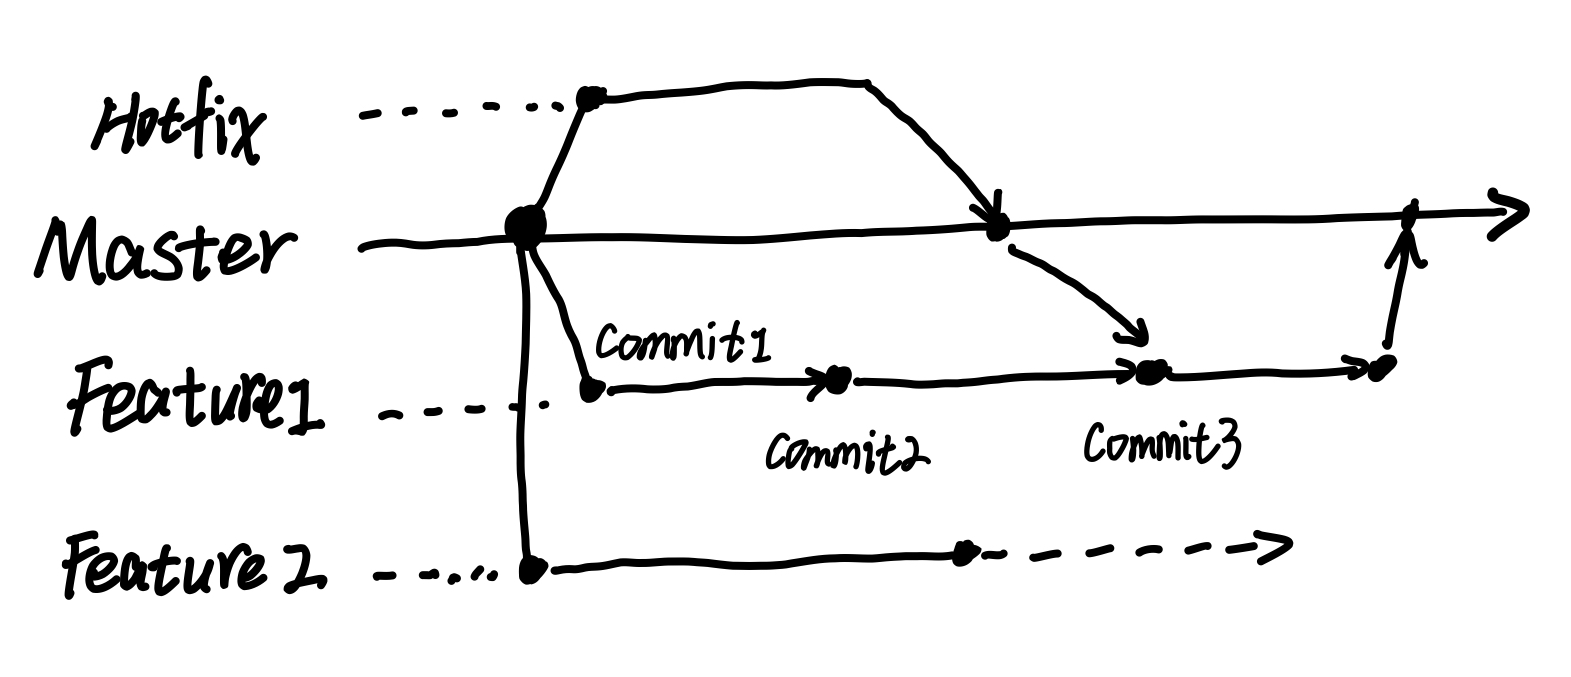 Hotfix
Master
Commit1
Feature1
Commit2
Commit3
Feature2